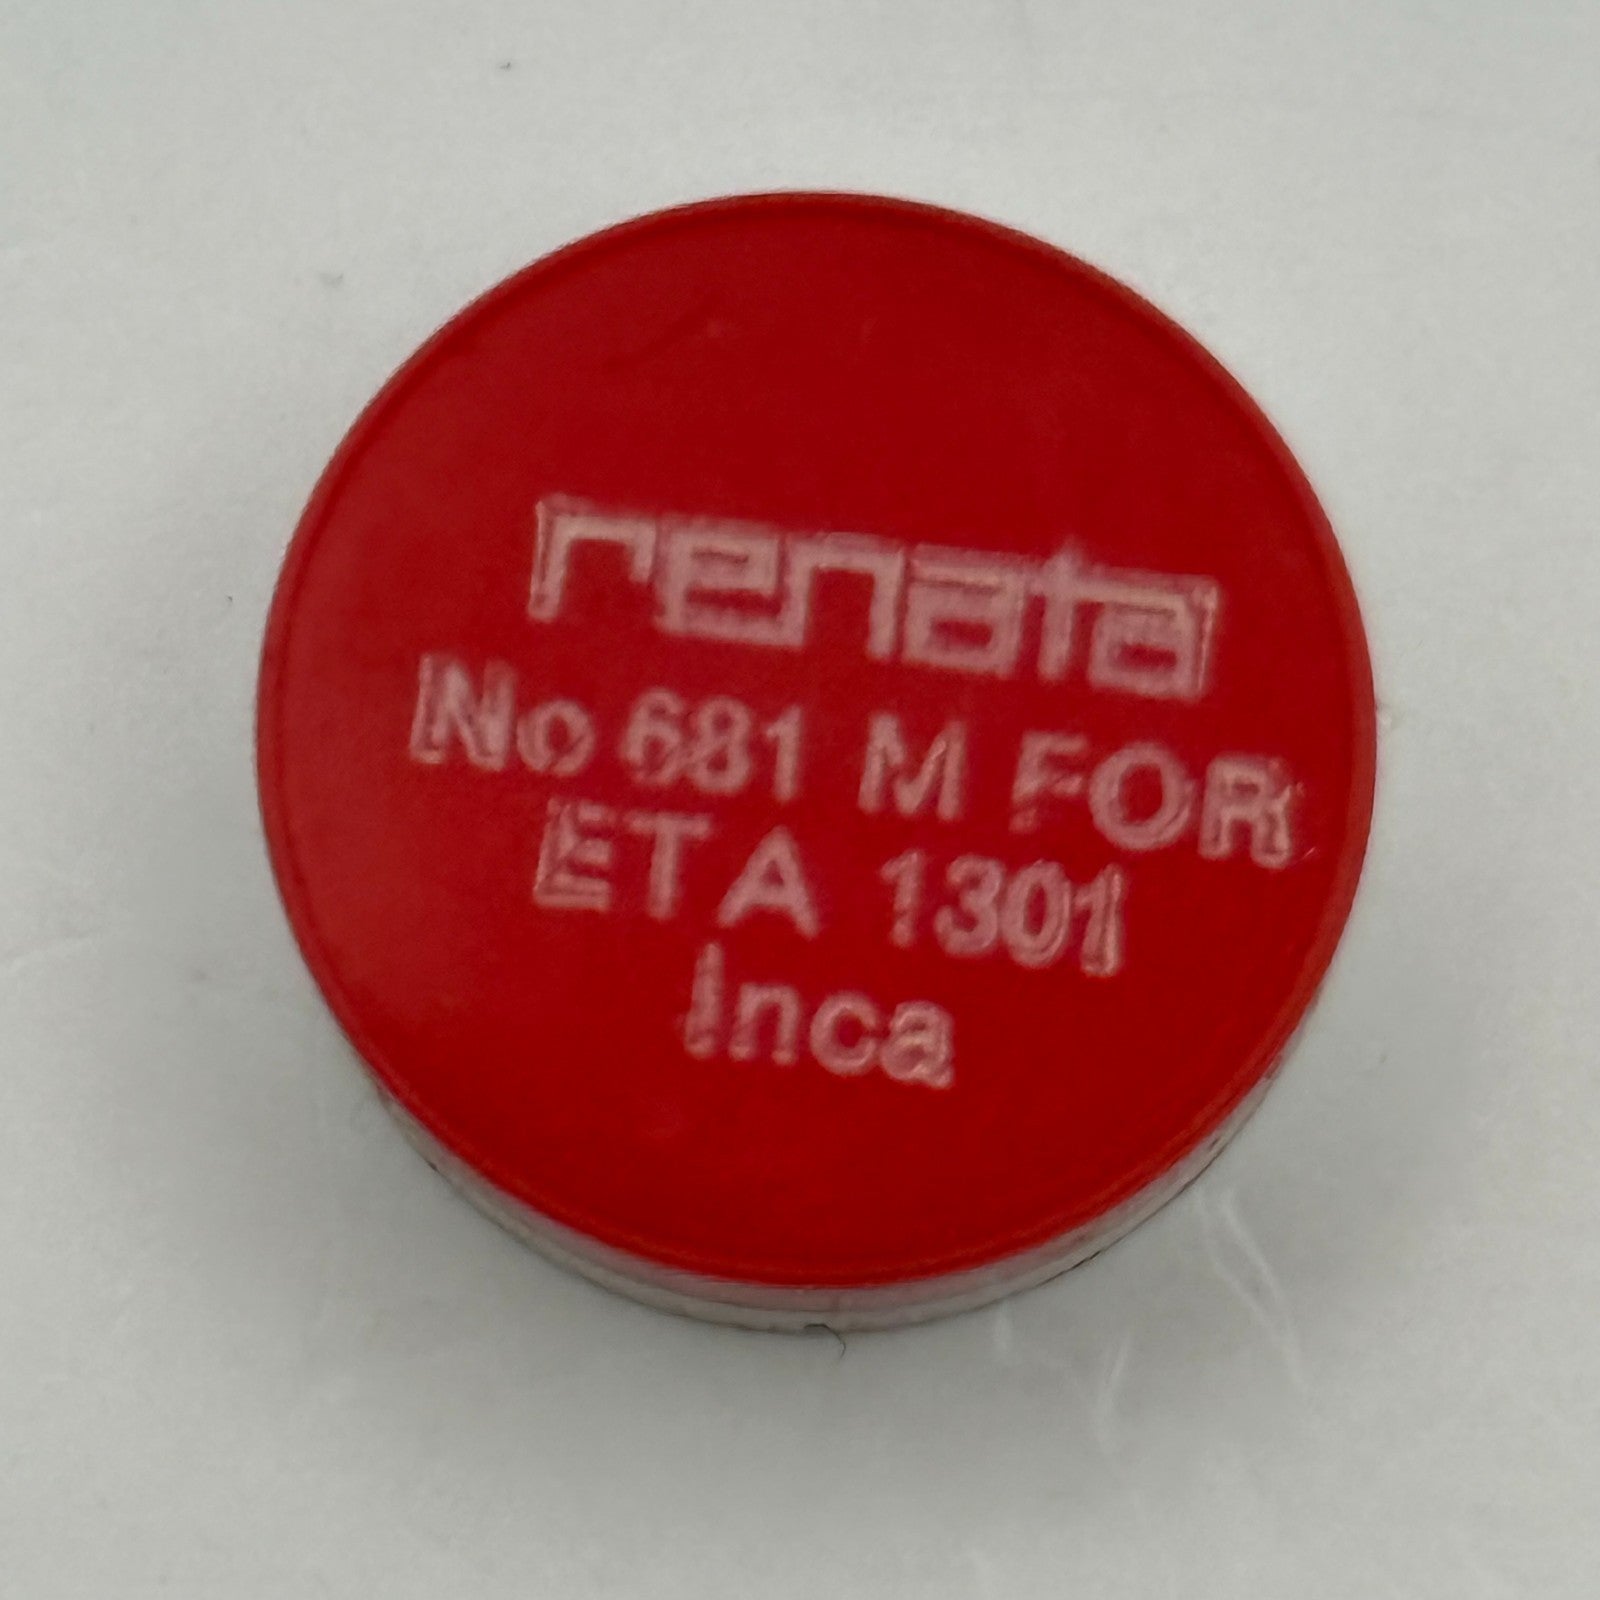 renata
No 681 M FOR
ETA 1301
Inca